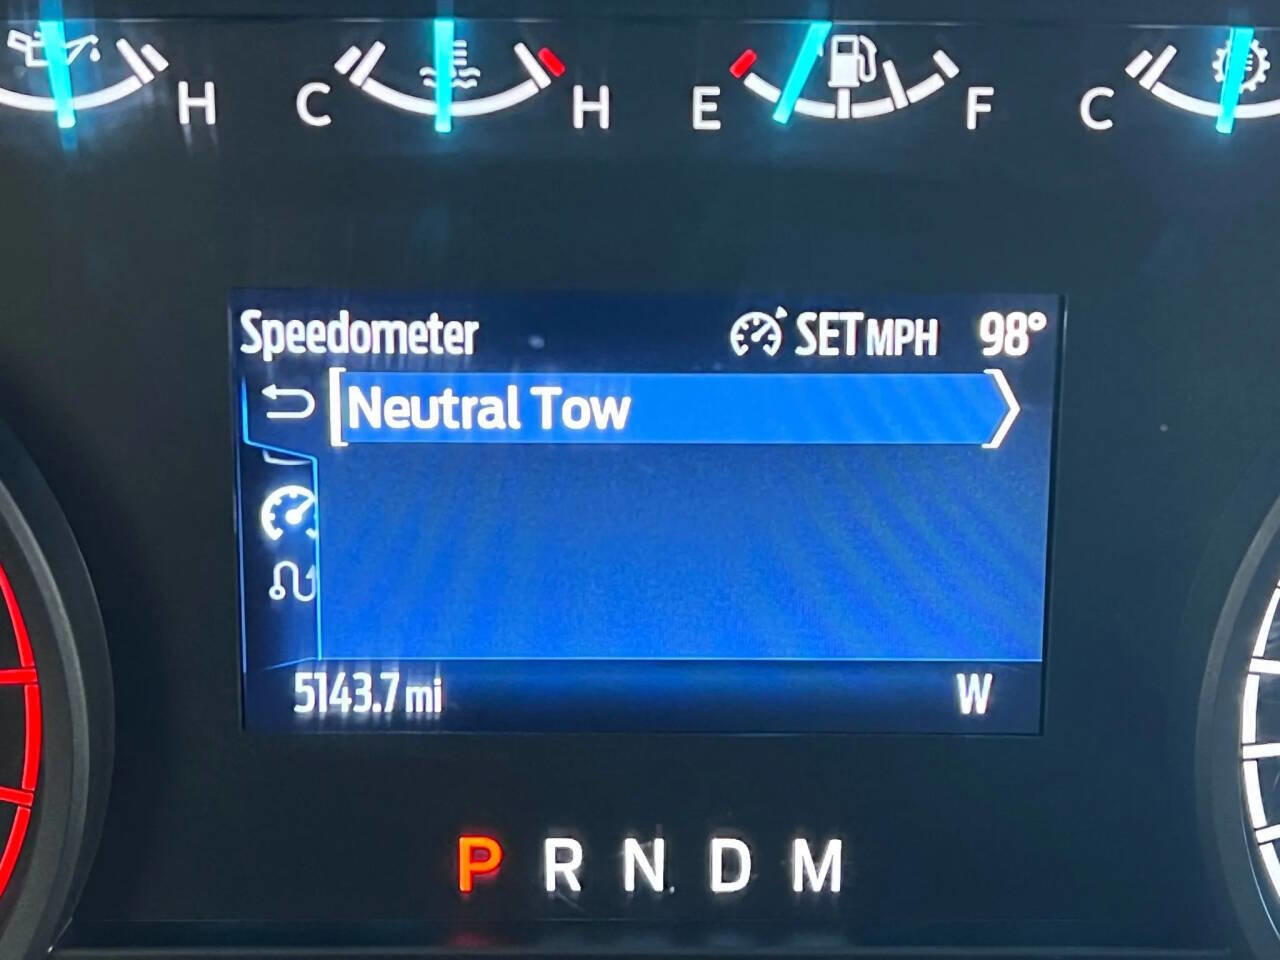 H C H E F C
Speedometer SET MPH 98°
Neutral Tow
5143.7 mi W
P R N D M